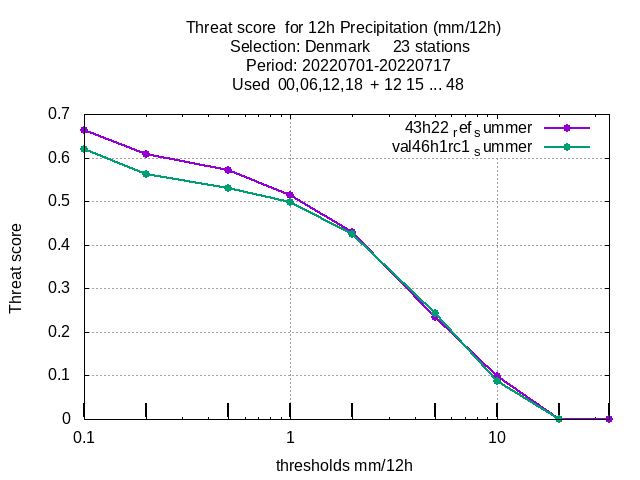 Threat score  for 12h Precipitation (mm/12h)
Selection: Denmark     23 stations
Period: 20220701-20220717
Used  00,06,12,18  + 12 15 ... 48
43h22refsummer
val46h1rc1summer
Threat score
0.7
0.6
0.5
0.4
0.3
0.2
0.1
0
0.1 1 10
thresholds mm/12h